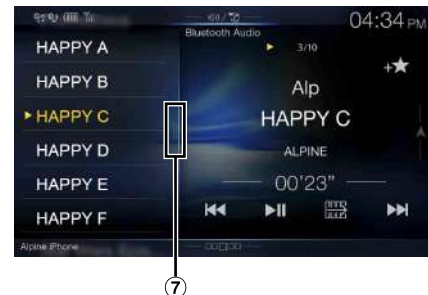 04:34 PM
Bluetooth Audio
3/10
HAPPY A
HAPPY B
HAPPY C
HAPPY D
HAPPY E
HAPPY F
Alp
HAPPY C
ALPINE
00'23"
Alpine iPhone
7